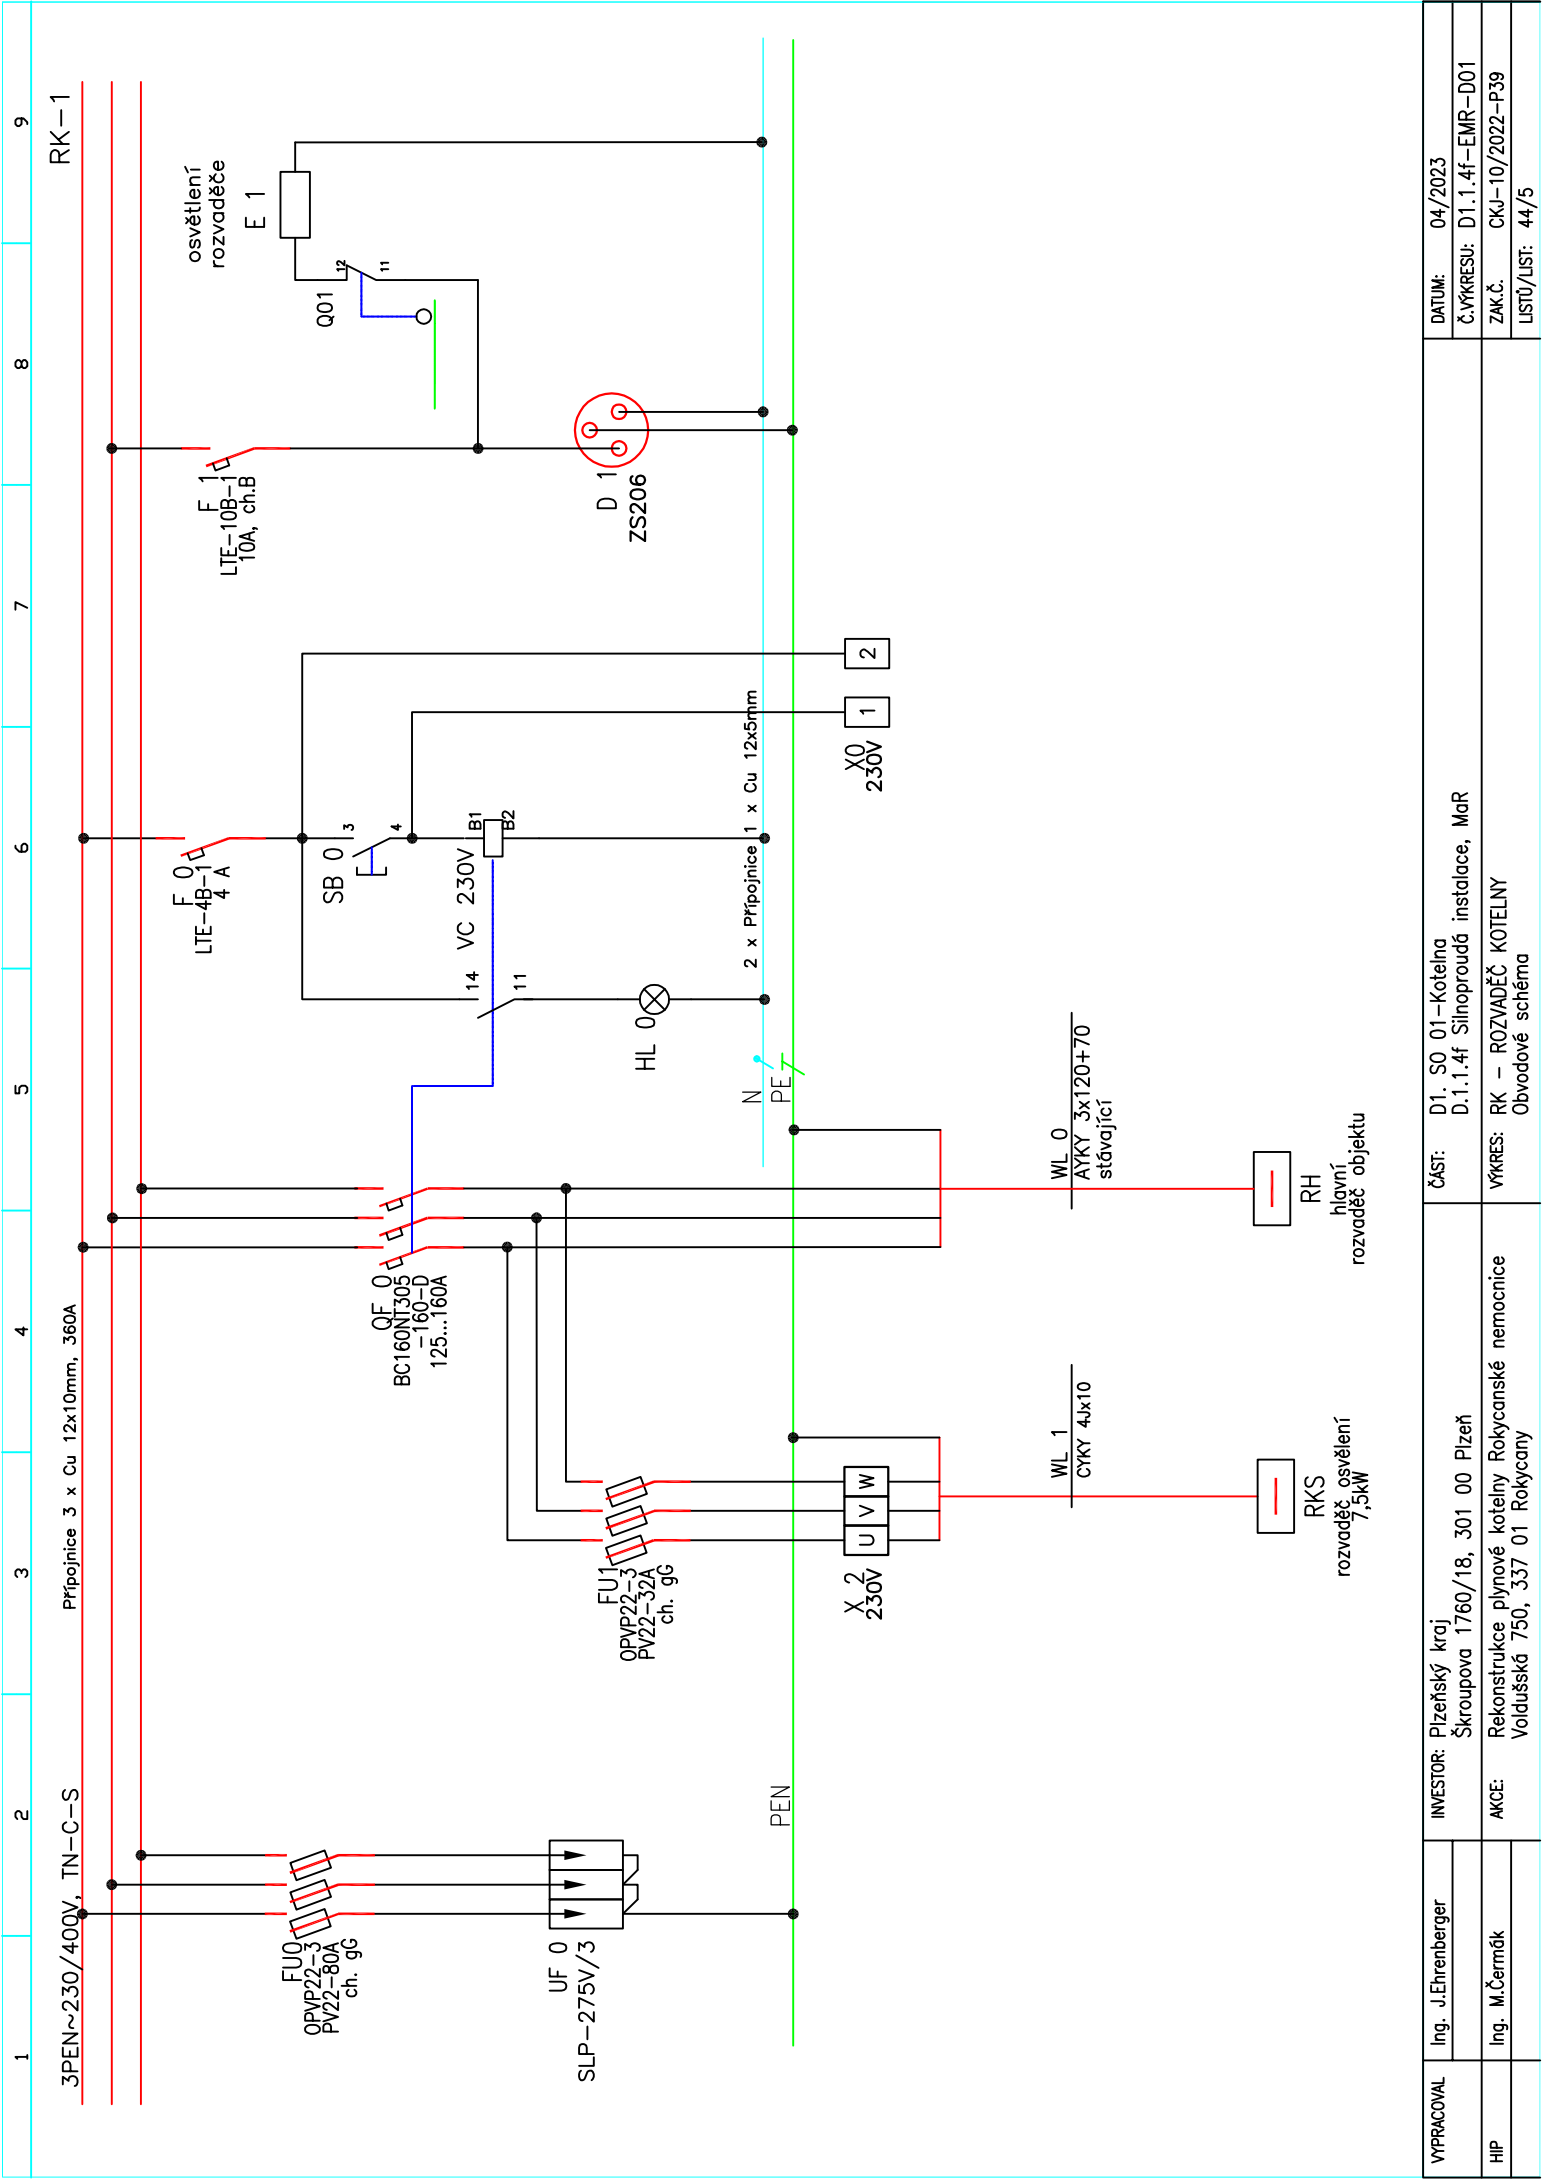 1 2 3 4 5 6 7 8 9
3PEN~230/400V, TN-C-S
Přípojnice 3 x Cu 12x10mm, 360A
RK-1
FU0
OPVP22-3
PV22-80A
ch. gG
UF 0
SLP-275V/3
PEN
FU1
OPVP22-3
PV22-32A
ch. gG
X 2
230V
U V W
WL 1
CYKY 4Jx10
RKS
rozvaděč osvělení
7,5kW
QF 0
BC160NT305
-160-D
125...160A
N
PE
WL 0
AYKY 3x120+70
stávající
RH
hlavní
rozvaděč objektu
F 0
LTE-4B-1
4 A
SB 0
3
4
VC 230V
B1
B2
14
11
HL 0
2 x Přípojnice 1 x Cu 12x5mm
X0
230V
1
2
F 1
LTE-10B-1
10A, ch.B
D 1
ZS206
osvětlení
rozvaděče
E 1
Q01
12
11
VYPRACOVAL
Ing. J.Ehrenberger
HIP
Ing. M.Čermák
INVESTOR: Plzeňský kraj
Škroupova 1760/18, 301 00 Plzeň
AKCE: Rekonstrukce plynové kotelny Rokycanské nemocnice
Voldušská 750, 337 01 Rokycany
ČÁST: D1. SO 01-Kotelna
D.1.1.4f Silnoproudá instalace, MaR
VÝKRES: RK - ROZVADĚČ KOTELNY
Obvodové schéma
DATUM: 04/2023
Č.VÝKRESU: D1.1.4f-EMR-D01
ZAK.Č. CKJ-10/2022-P39
LISTŮ/LIST: 44/5